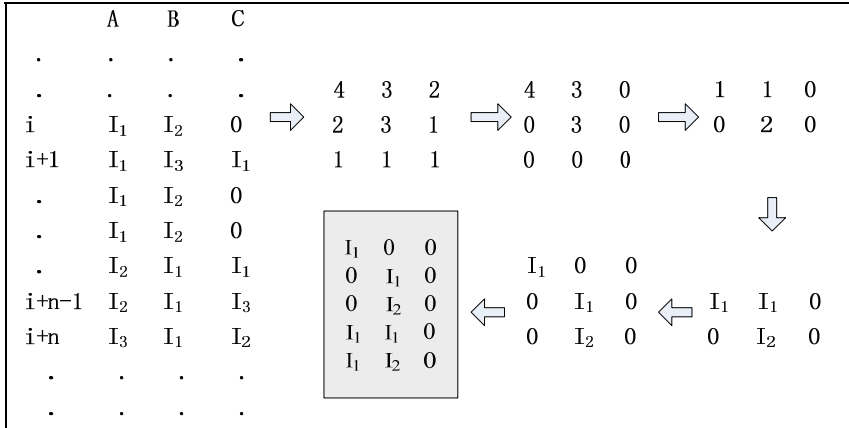 A B C
. . . .
. . . .
i I₁ I₂ 0
i+1 I₁ I₃ I₁
. I₁ I₂ 0
. I₁ I₂ 0
. I₂ I₁ I₁
i+n-1 I₂ I₁ I₃
i+n I₃ I₁ I₂
. . . .
. . . .
4 3 2
2 3 1
1 1 1
4 3 0
0 3 0
0 0 0
1 1 0
0 2 0
I₁ I₁ 0
0 I₂ 0
I₁ 0 0
0 I₁ 0
0 I₂ 0
I₁ 0 0
0 I₁ 0
0 I₂ 0
I₁ I₁ 0
I₁ I₂ 0